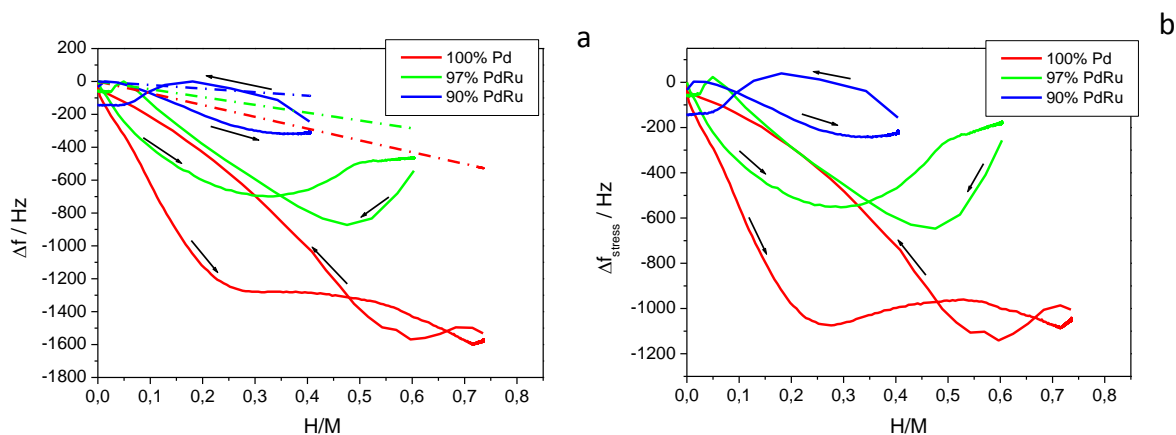 a
200
0
-200
-400
-600
-800
-1000
-1200
-1400
-1600
-1800
Δf / Hz
100% Pd
97% PdRu
90% PdRu
0,0 0,1 0,2 0,3 0,4 0,5 0,6 0,7 0,8
H/M
b
0
-200
-400
-600
-800
-1000
-1200
Δf stress / Hz
100% Pd
97% PdRu
90% PdRu
0,0 0,1 0,2 0,3 0,4 0,5 0,6 0,7 0,8
H/M